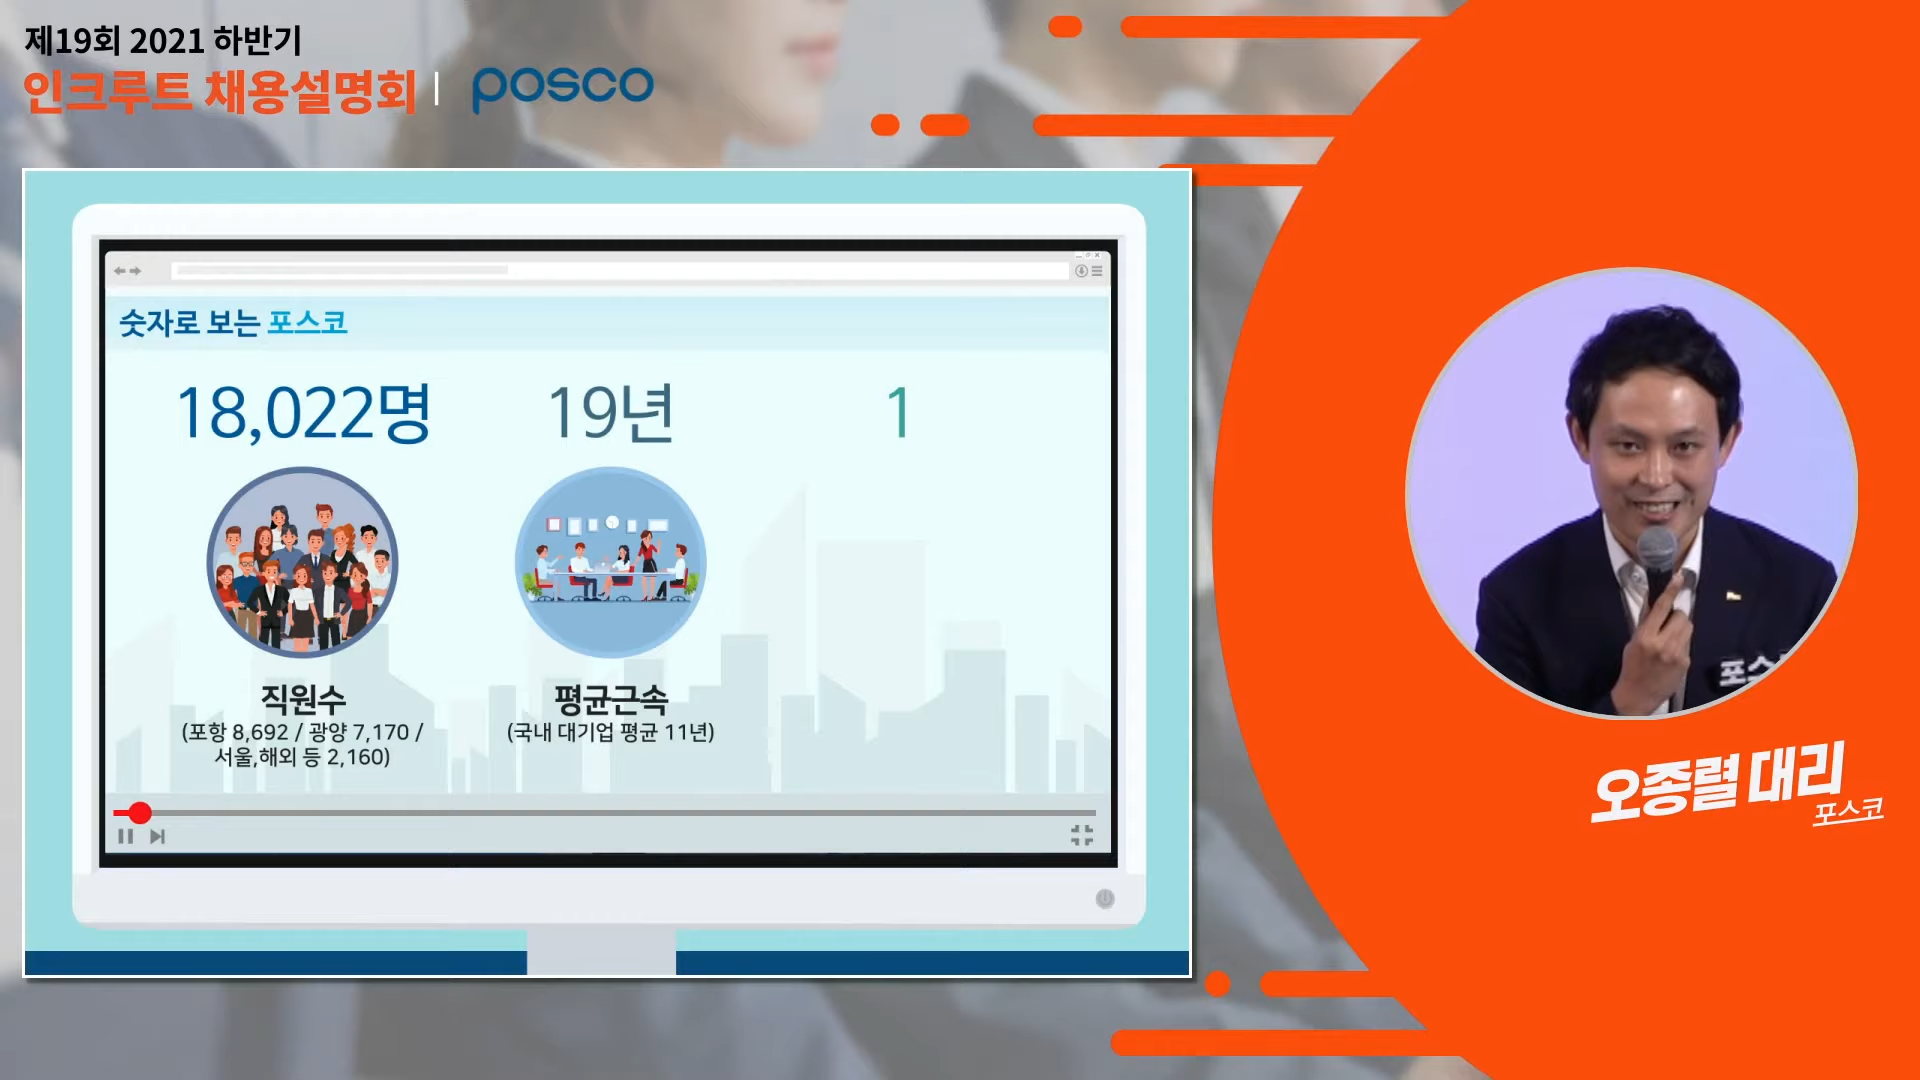 제19회 2021 하반기
인크루트 채용설명회
posco
숫자로 보는 포스코
18,022명
19년
1
직원수
(포항 8,692 / 광양 7,170 /
서울,해외 등 2,160)
평균근속
(국내 대기업 평균 11년)
포스
오종렬 대리
포스코